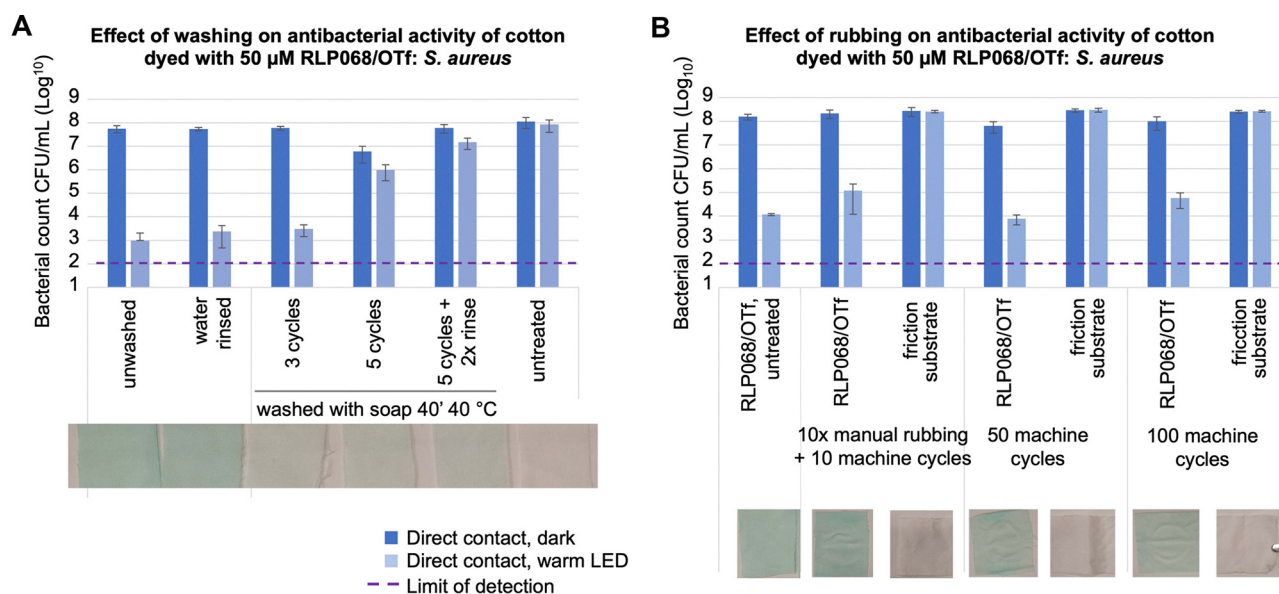 A
Effect of washing on antibacterial activity of cotton
dyed with 50 µM RLP068/OTf: S. aureus
Bacterial count CFU/mL (Log¹⁰)
9
8
7
6
5
4
3
2
1
unwashed
water
rinsed
3 cycles
5 cycles
5 cycles +
2x rinse
untreated
washed with soap 40’ 40 °C
Direct contact, dark
Direct contact, warm LED
Limit of detection
B
Effect of rubbing on antibacterial activity of cotton
dyed with 50 µM RLP068/OTf: S. aureus
Bacterial count CFU/mL (Log₁₀)
9
8
7
6
5
4
3
2
1
RLP068/OTf,
untreated
RLP068/OTf
friction
substrate
RLP068/OTf
friction
substrate
RLP068/OTf
friction
substrate
10x manual rubbing
+ 10 machine cycles
50 machine
cycles
100 machine
cycles